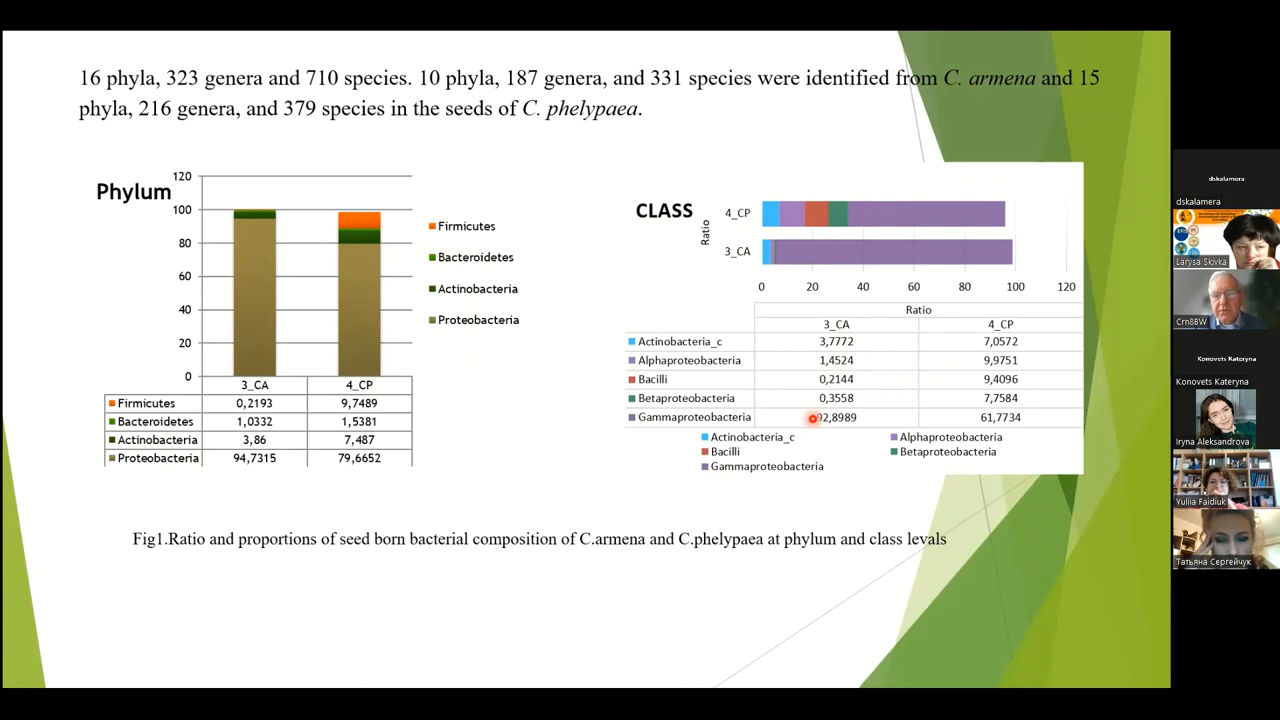 16 phyla, 323 genera and 710 species. 10 phyla, 187 genera, and 331 species were identified from C. armena and 15
phyla, 216 genera, and 379 species in the seeds of C. phelypaea.
Phylum
120
100
80
60
40
20
0
3_CA 4_CP
Firmicutes
Bacteroidetes
Actinobacteria
Proteobacteria
Firmicutes 0,2193 9,7489
Bacteroidetes 1,0332 1,5381
Actinobacteria 3,86 7,487
Proteobacteria 94,7315 79,6652
CLASS
Ratio
4_CP
3_CA
0 20 40 60 80 100 120
Ratio
3_CA 4_CP
Actinobacteria_c 3,7772 7,0572
Alphaproteobacteria 1,4524 9,9751
Bacilli 0,2144 9,4096
Betaproteobacteria 0,3558 7,7584
Gammaproteobacteria 92,8989 61,7734
Actinobacteria_c Alphaproteobacteria
Bacilli Betaproteobacteria
Gammaproteobacteria
Fig1.Ratio and proportions of seed born bacterial composition of C.armena and C.phelypaea at phylum and class levals
dskalamera
dskalamera
Larysa Skivka
Crn8BW
Konovets Kateryna
Konovets Kateryna
Iryna Aleksandrova
Yuliia Faidiuk
Татьяна Сергейчук